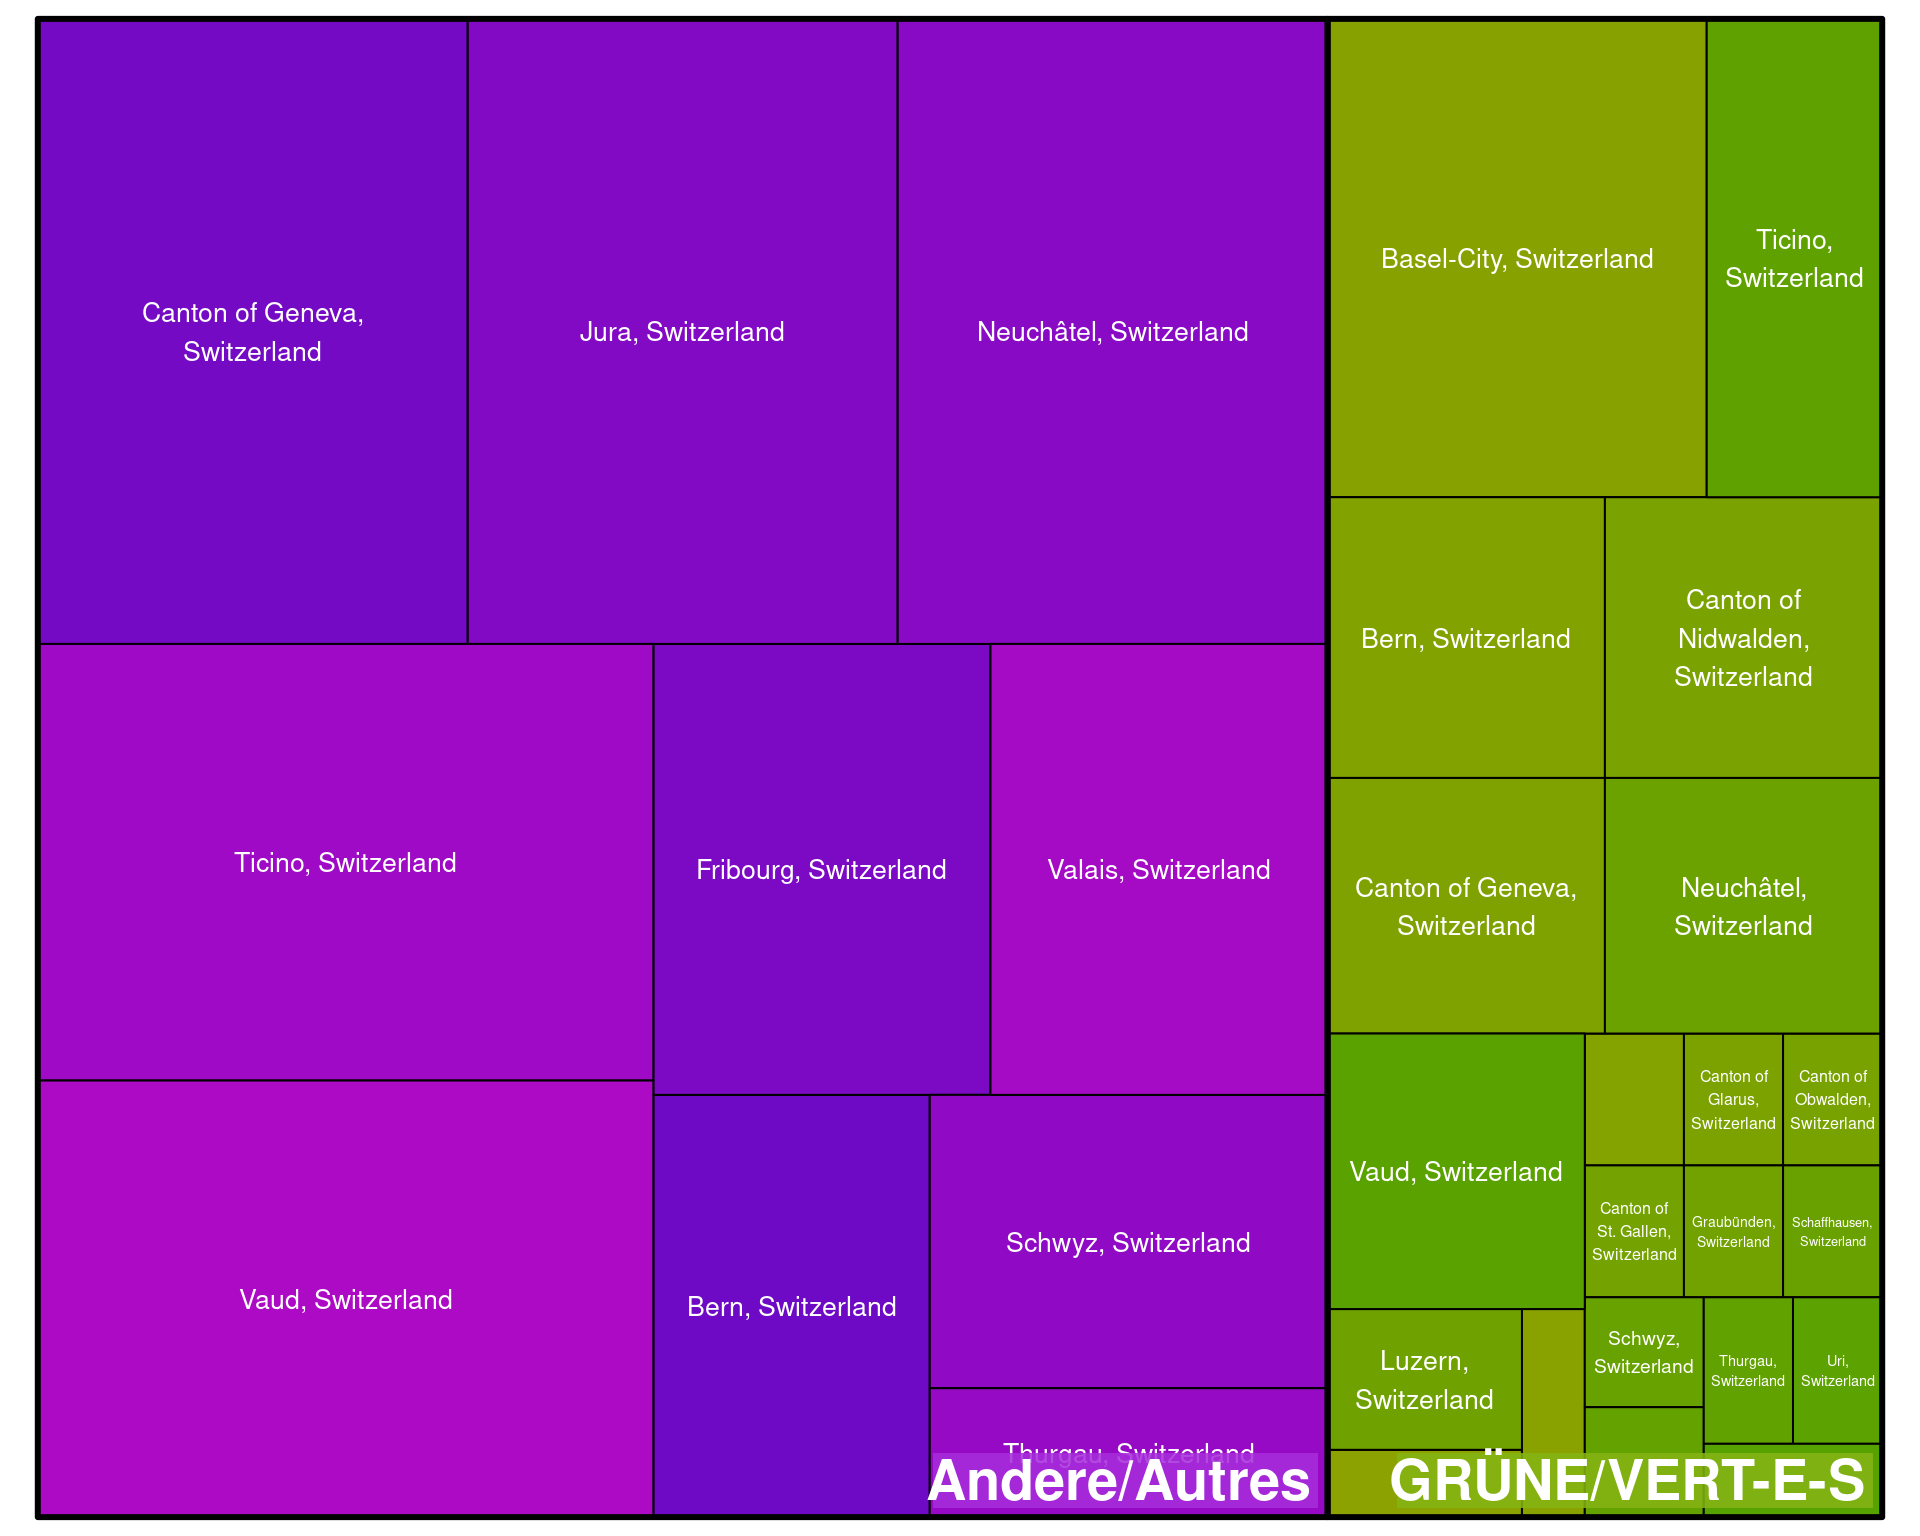 Canton of Geneva,
Switzerland
Jura, Switzerland
Neuchâtel, Switzerland
Ticino, Switzerland
Fribourg, Switzerland
Valais, Switzerland
Vaud, Switzerland
Bern, Switzerland
Schwyz, Switzerland
Thurgau, Switzerland
Andere/Autres
Basel-City, Switzerland
Ticino,
Switzerland
Bern, Switzerland
Canton of
Nidwalden,
Switzerland
Canton of Geneva,
Switzerland
Neuchâtel,
Switzerland
Vaud, Switzerland
Canton of
Glarus,
Switzerland
Canton of
Obwalden,
Switzerland
Canton of
St. Gallen,
Switzerland
Graubünden,
Switzerland
Schaffhausen,
Switzerland
Luzern,
Switzerland
Schwyz,
Switzerland
Thurgau,
Switzerland
Uri,
Switzerland
GRÜNE/VERT-E-S